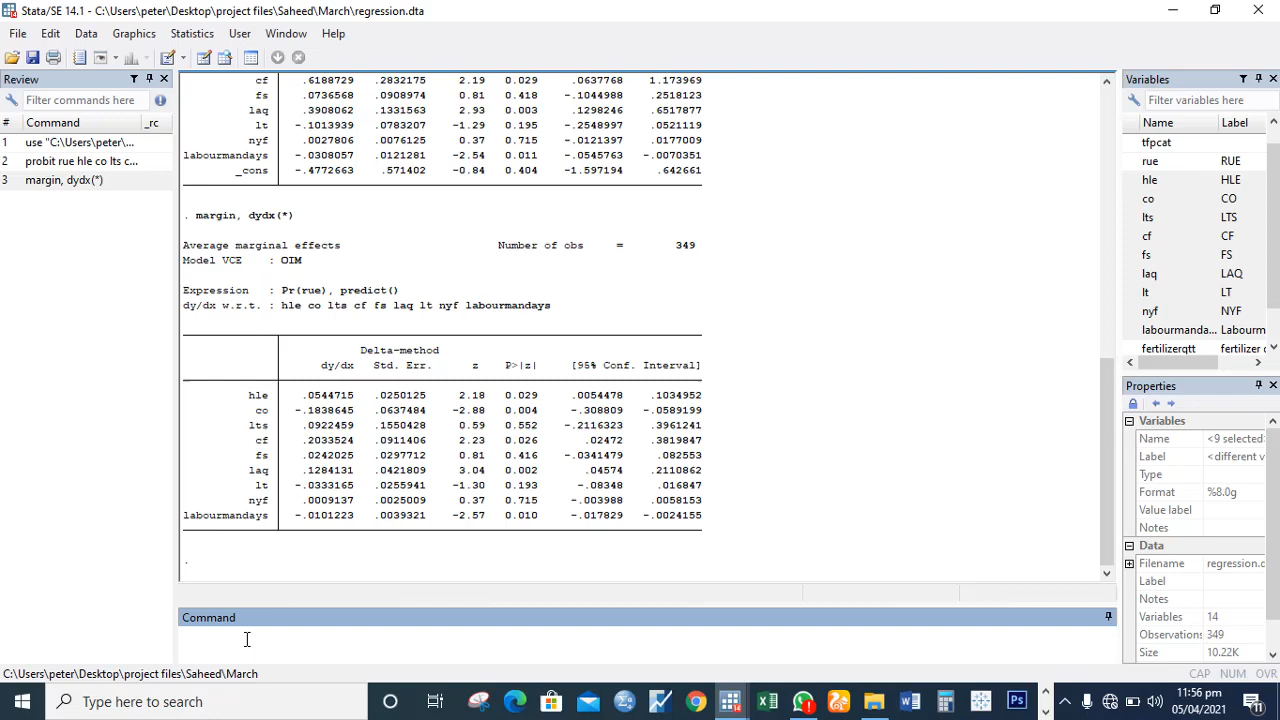 Stata/SE 14.1 - C:\Users\peter\Desktop\project files\Saheed\March\regression.dta
File Edit Data Graphics Statistics User Window Help
Review
Filter commands here
# Command _rc
1 use "C:\Users\peter\...
2 probit rue hle co lts c...
3 margin, dydx(*)
cf .6188729 .2832175 2.19 0.029 .0637768 1.173969
fs .0736568 .0908974 0.81 0.418 -.1044988 .2518123
laq .3908062 .1331563 2.93 0.003 .1298246 .6517877
lt -.1013939 .0783207 -1.29 0.195 -.2548997 .0521119
nyf .0027806 .0076125 0.37 0.715 -.0121397 .0177009
labourmandays -.0308057 .0121281 -2.54 0.011 -.0545763 -.0070351
_cons -.4772663 .571402 -0.84 0.404 -1.597194 .642661
. margin, dydx(*)
Average marginal effects Number of obs = 349
Model VCE : OIM
Expression : Pr(rue), predict()
dy/dx w.r.t. : hle co lts cf fs laq lt nyf labourmandays
Delta-method
dy/dx Std. Err. z P>|z| [95% Conf. Interval]
hle .0544715 .0250125 2.18 0.029 .0054478 .1034952
co -.1838645 .0637484 -2.88 0.004 -.308809 -.0589199
lts .0922459 .1550428 0.59 0.552 -.2116323 .3961241
cf .2033524 .0911406 2.23 0.026 .02472 .3819847
fs .0242025 .0297712 0.81 0.416 -.0341479 .082553
laq .1284131 .0421809 3.04 0.002 .04574 .2110862
lt -.0333165 .0255941 -1.30 0.193 -.08348 .016847
nyf .0009137 .0025009 0.37 0.715 -.003988 .0058153
labourmandays -.0101223 .0039321 -2.57 0.010 -.017829 -.0024155
.
Command
Variables
Filter variables here
Name Label
tfpcat
rue RUE
hle HLE
co CO
lts LTS
cf CF
fs FS
laq LAQ
lt LT
nyf NYF
labourmanda... Labourm
fertilizerqtt fertilizer
Properties
Variables
Name <9 selected>
Label <different v
Type
Format %8.0g
Value label
Notes
Data
Filename regression.d
Label
Notes
Variables 14
Observations 349
Size 10.22K
C:\Users\peter\Desktop\project files\Saheed\March
CAP NUM OVR
Type here to search
11:56 pm
05/04/2021